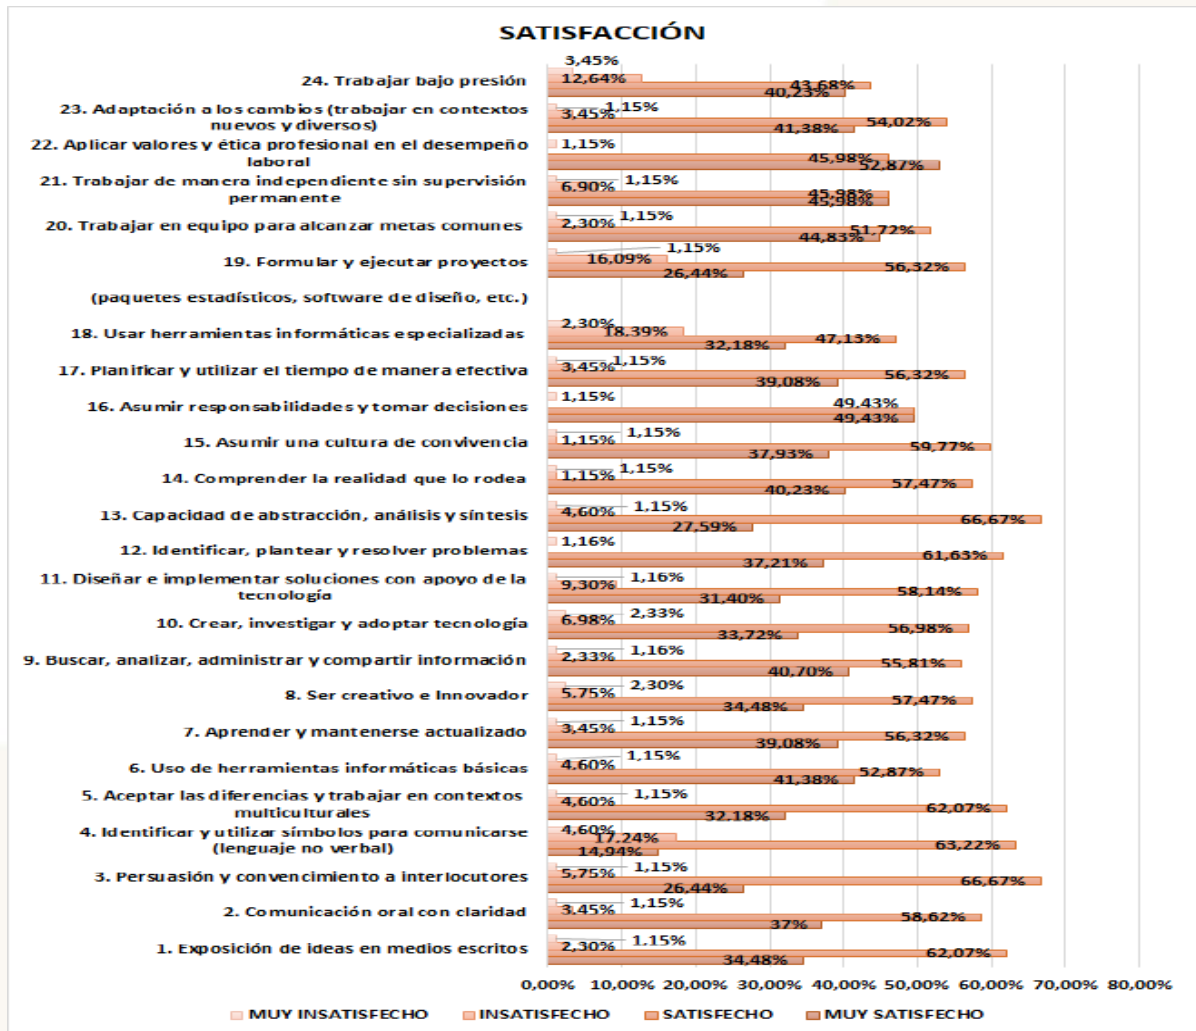 SATISFACCIÓN
3,45%
24. Trabajar bajo presión
12,64%
43,68%
40,23%
23. Adaptación a los cambios (trabajar en contextos
nuevos y diversos)
1,15%
3,45%
54,02%
41,38%
22. Aplicar valores y ética profesional en el desempeño
laboral
1,15%
45,98%
52,87%
21. Trabajar de manera independiente sin supervisión
permanente
1,15%
6,90%
45,98%
45,98%
20. Trabajar en equipo para alcanzar metas comunes
1,15%
2,30%
51,72%
44,83%
19. Formular y ejecutar proyectos
1,15%
16,09%
56,32%
26,44%
(paquetes estadísticos, software de diseño, etc.)
18. Usar herramientas informáticas especializadas
2,30%
18,39%
47,13%
32,18%
17. Planificar y utilizar el tiempo de manera efectiva
1,15%
3,45%
56,32%
39,08%
16. Asumir responsabilidades y tomar decisiones
1,15%
49,43%
49,43%
15. Asumir una cultura de convivencia
1,15%
1,15%
59,77%
37,93%
14. Comprender la realidad que lo rodea
1,15%
1,15%
57,47%
40,23%
13. Capacidad de abstracción, análisis y síntesis
1,15%
4,60%
66,67%
27,59%
12. Identificar, plantear y resolver problemas
1,16%
61,63%
37,21%
11. Diseñar e implementar soluciones con apoyo de la
tecnología
1,16%
9,30%
58,14%
31,40%
10. Crear, investigar y adoptar tecnología
2,33%
6,98%
56,98%
33,72%
9. Buscar, analizar, administrar y compartir información
1,16%
2,33%
55,81%
40,70%
8. Ser creativo e Innovador
2,30%
5,75%
57,47%
34,48%
7. Aprender y mantenerse actualizado
1,15%
3,45%
56,32%
39,08%
6. Uso de herramientas informáticas básicas
1,15%
4,60%
52,87%
41,38%
5. Aceptar las diferencias y trabajar en contextos
multiculturales
1,15%
4,60%
62,07%
32,18%
4. Identificar y utilizar símbolos para comunicarse
(lenguaje no verbal)
4,60%
17,24%
63,22%
14,94%
3. Persuasión y convencimiento a interlocutores
1,15%
5,75%
66,67%
26,44%
2. Comunicación oral con claridad
1,15%
3,45%
58,62%
37%
1. Exposición de ideas en medios escritos
1,15%
2,30%
62,07%
34,48%
0,00% 10,00% 20,00% 30,00% 40,00% 50,00% 60,00% 70,00% 80,00%
MUY INSATISFECHO INSATISFECHO SATISFECHO MUY SATISFECHO